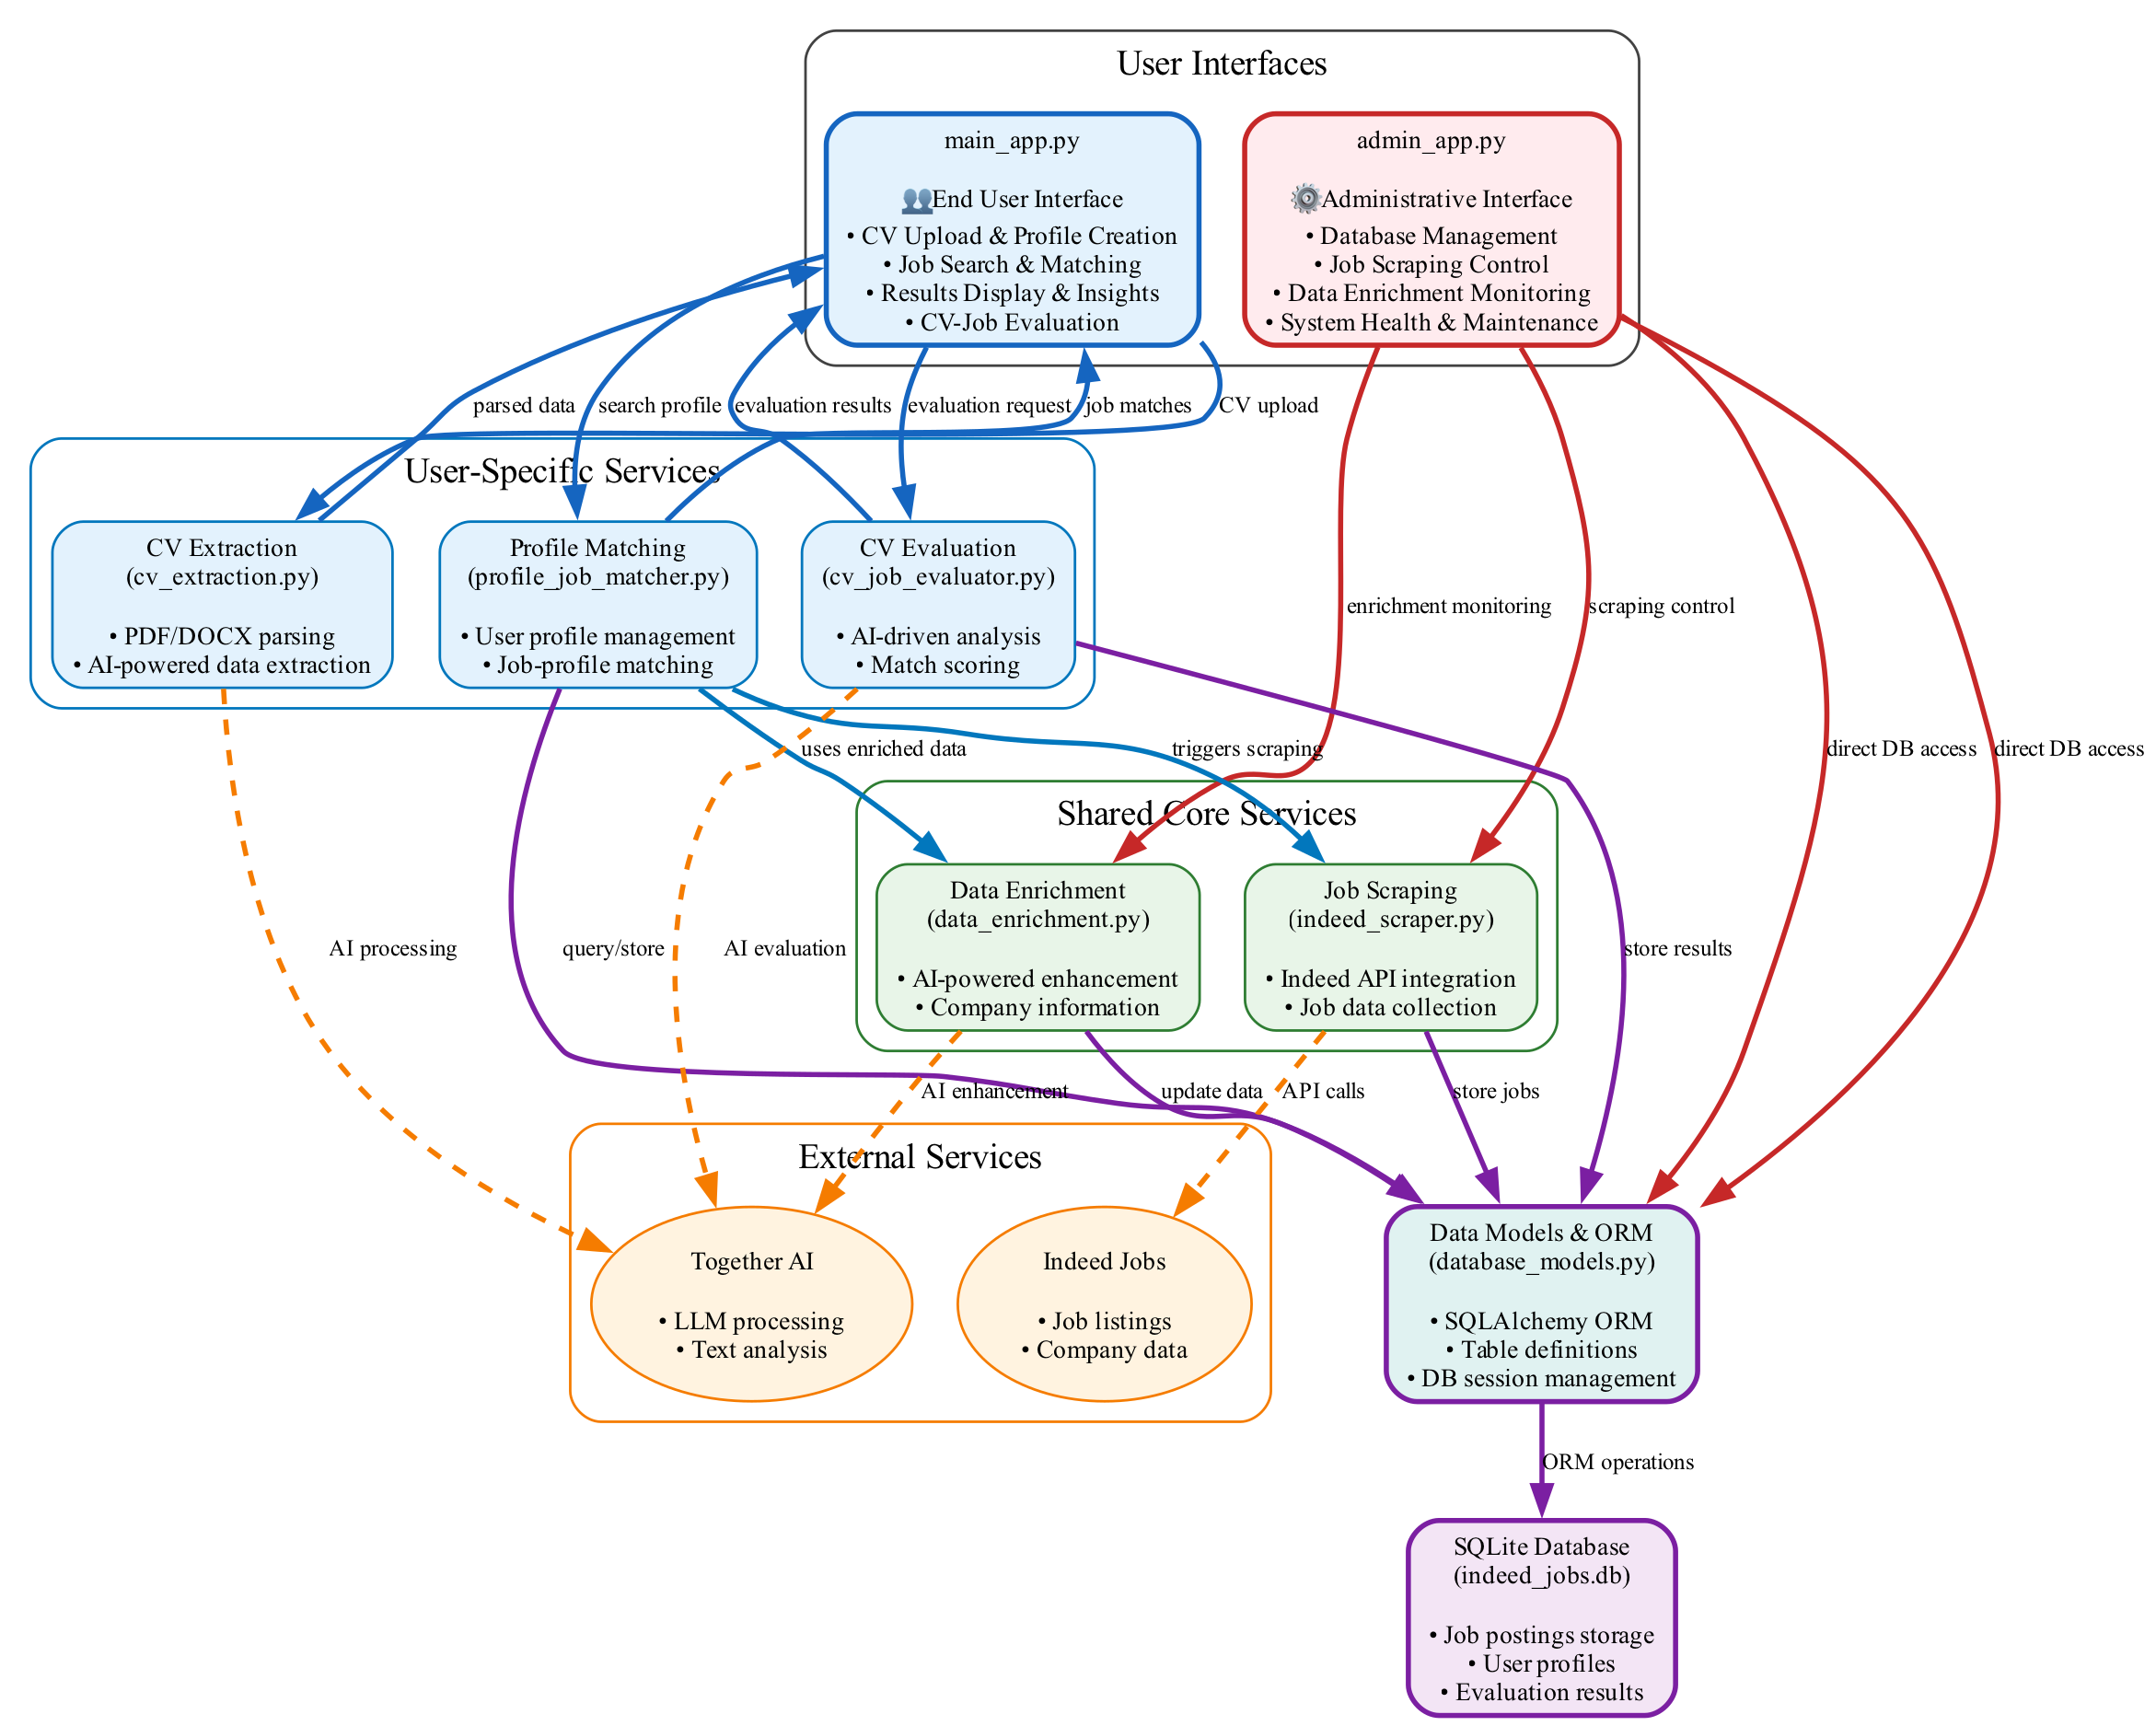 User Interfaces
main_app.py
👥End User Interface
• CV Upload & Profile Creation
• Job Search & Matching
• Results Display & Insights
• CV-Job Evaluation
admin_app.py
⚙️Administrative Interface
• Database Management
• Job Scraping Control
• Data Enrichment Monitoring
• System Health & Maintenance
parsed data
search profile
evaluation results
evaluation request
job matches
CV upload
User-Specific Services
CV Extraction
(cv_extraction.py)
• PDF/DOCX parsing
• AI-powered data extraction
Profile Matching
(profile_job_matcher.py)
• User profile management
• Job-profile matching
CV Evaluation
(cv_job_evaluator.py)
• AI-driven analysis
• Match scoring
enrichment monitoring
scraping control
uses enriched data
triggers scraping
direct DB access
direct DB access
Shared Core Services
Data Enrichment
(data_enrichment.py)
• AI-powered enhancement
• Company information
Job Scraping
(indeed_scraper.py)
• Indeed API integration
• Job data collection
AI processing
query/store
AI evaluation
store results
AI enhancement
update data
API calls
store jobs
External Services
Together AI
• LLM processing
• Text analysis
Indeed Jobs
• Job listings
• Company data
Data Models & ORM
(database_models.py)
• SQLAlchemy ORM
• Table definitions
• DB session management
ORM operations
SQLite Database
(indeed_jobs.db)
• Job postings storage
• User profiles
• Evaluation results